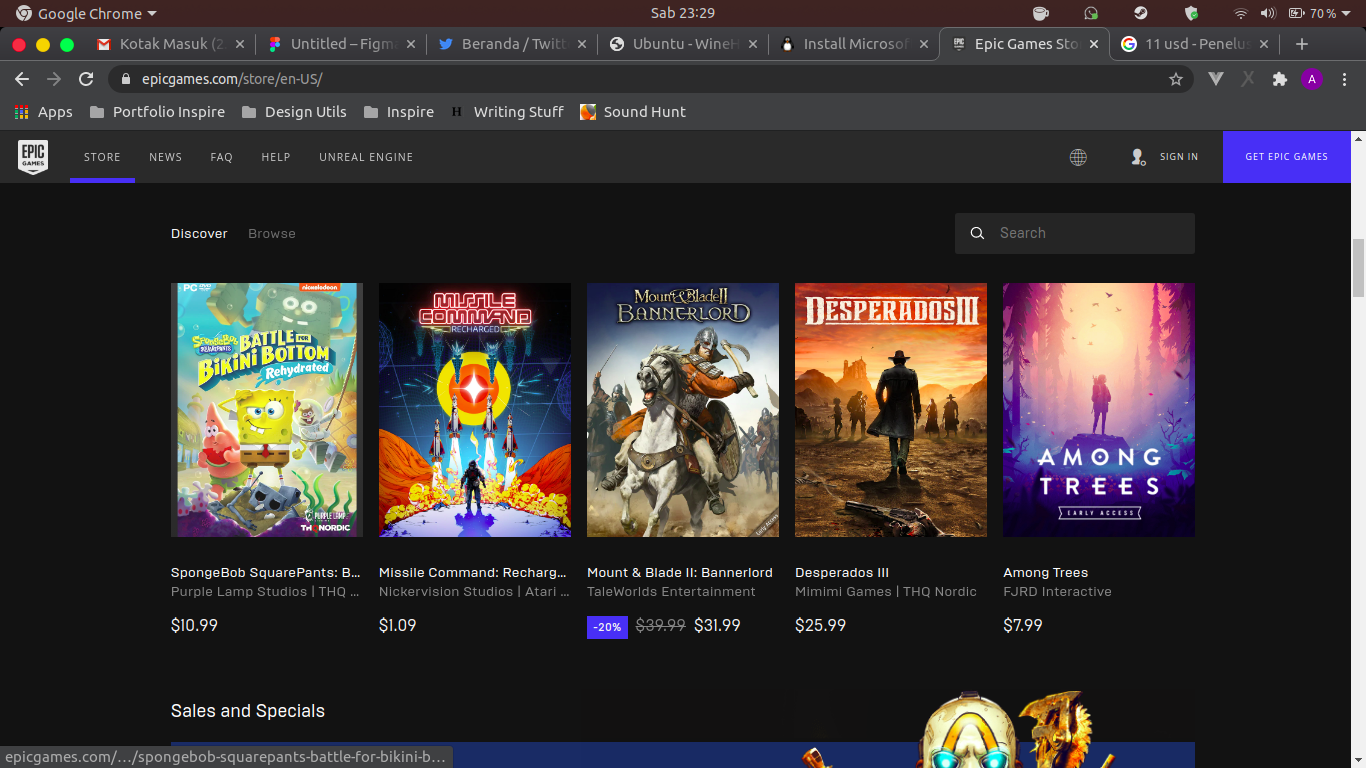 Google Chrome
Sab 23:29
70 %
Kotak Masuk (2
Untitled – Figma
Beranda / Twitt
Ubuntu - WineH
Install Microsof
Epic Games Sto
11 usd - Penelus
epicgames.com/store/en-US/
A
Apps
Portfolio Inspire
Design Utils
Inspire
H Writing Stuff
Sound Hunt
EPIC GAMES
STORE
NEWS
FAQ
HELP
UNREAL ENGINE
SIGN IN
GET EPIC GAMES
Discover
Browse
Search
PC
nickelodeon
SPONGEBOB SQUAREPANTS
BATTLE FOR
BIKINI BOTTOM
Rehydrated
PURPLE LAMP
THQ NORDIC
MISSILE
COMMAND
RECHARGED
MOUNT & BLADE II
BANNERLORD
Early Access
DESPERADOS III
AMONG
TREES
EARLY ACCESS
SpongeBob SquarePants: B...
Purple Lamp Studios | THQ ...
$10.99
Missile Command: Recharg...
Nickervision Studios | Atari ...
$1.09
Mount & Blade II: Bannerlord
TaleWorlds Entertainment
-20% $39.99 $31.99
Desperados III
Mimimi Games | THQ Nordic
$25.99
Among Trees
FJRD Interactive
$7.99
Sales and Specials
epicgames.com/…/spongebob-squarepants-battle-for-bikini-b…